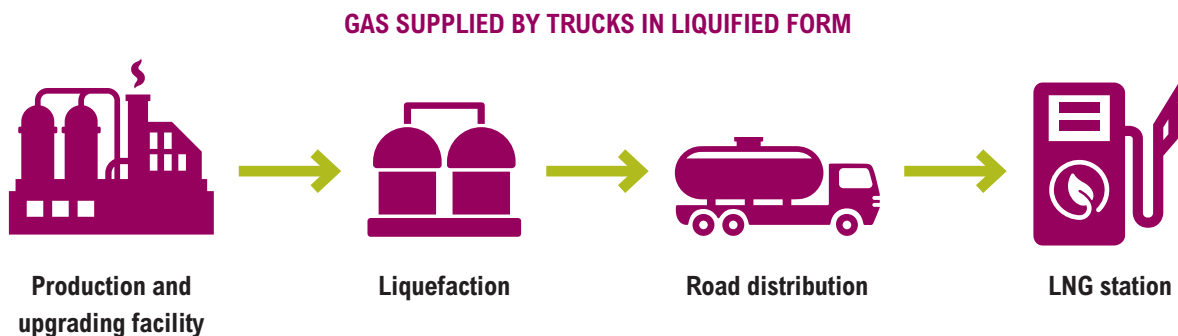 GAS SUPPLIED BY TRUCKS IN LIQUIFIED FORM
Production and
upgrading facility
Liquefaction
Road distribution
LNG station